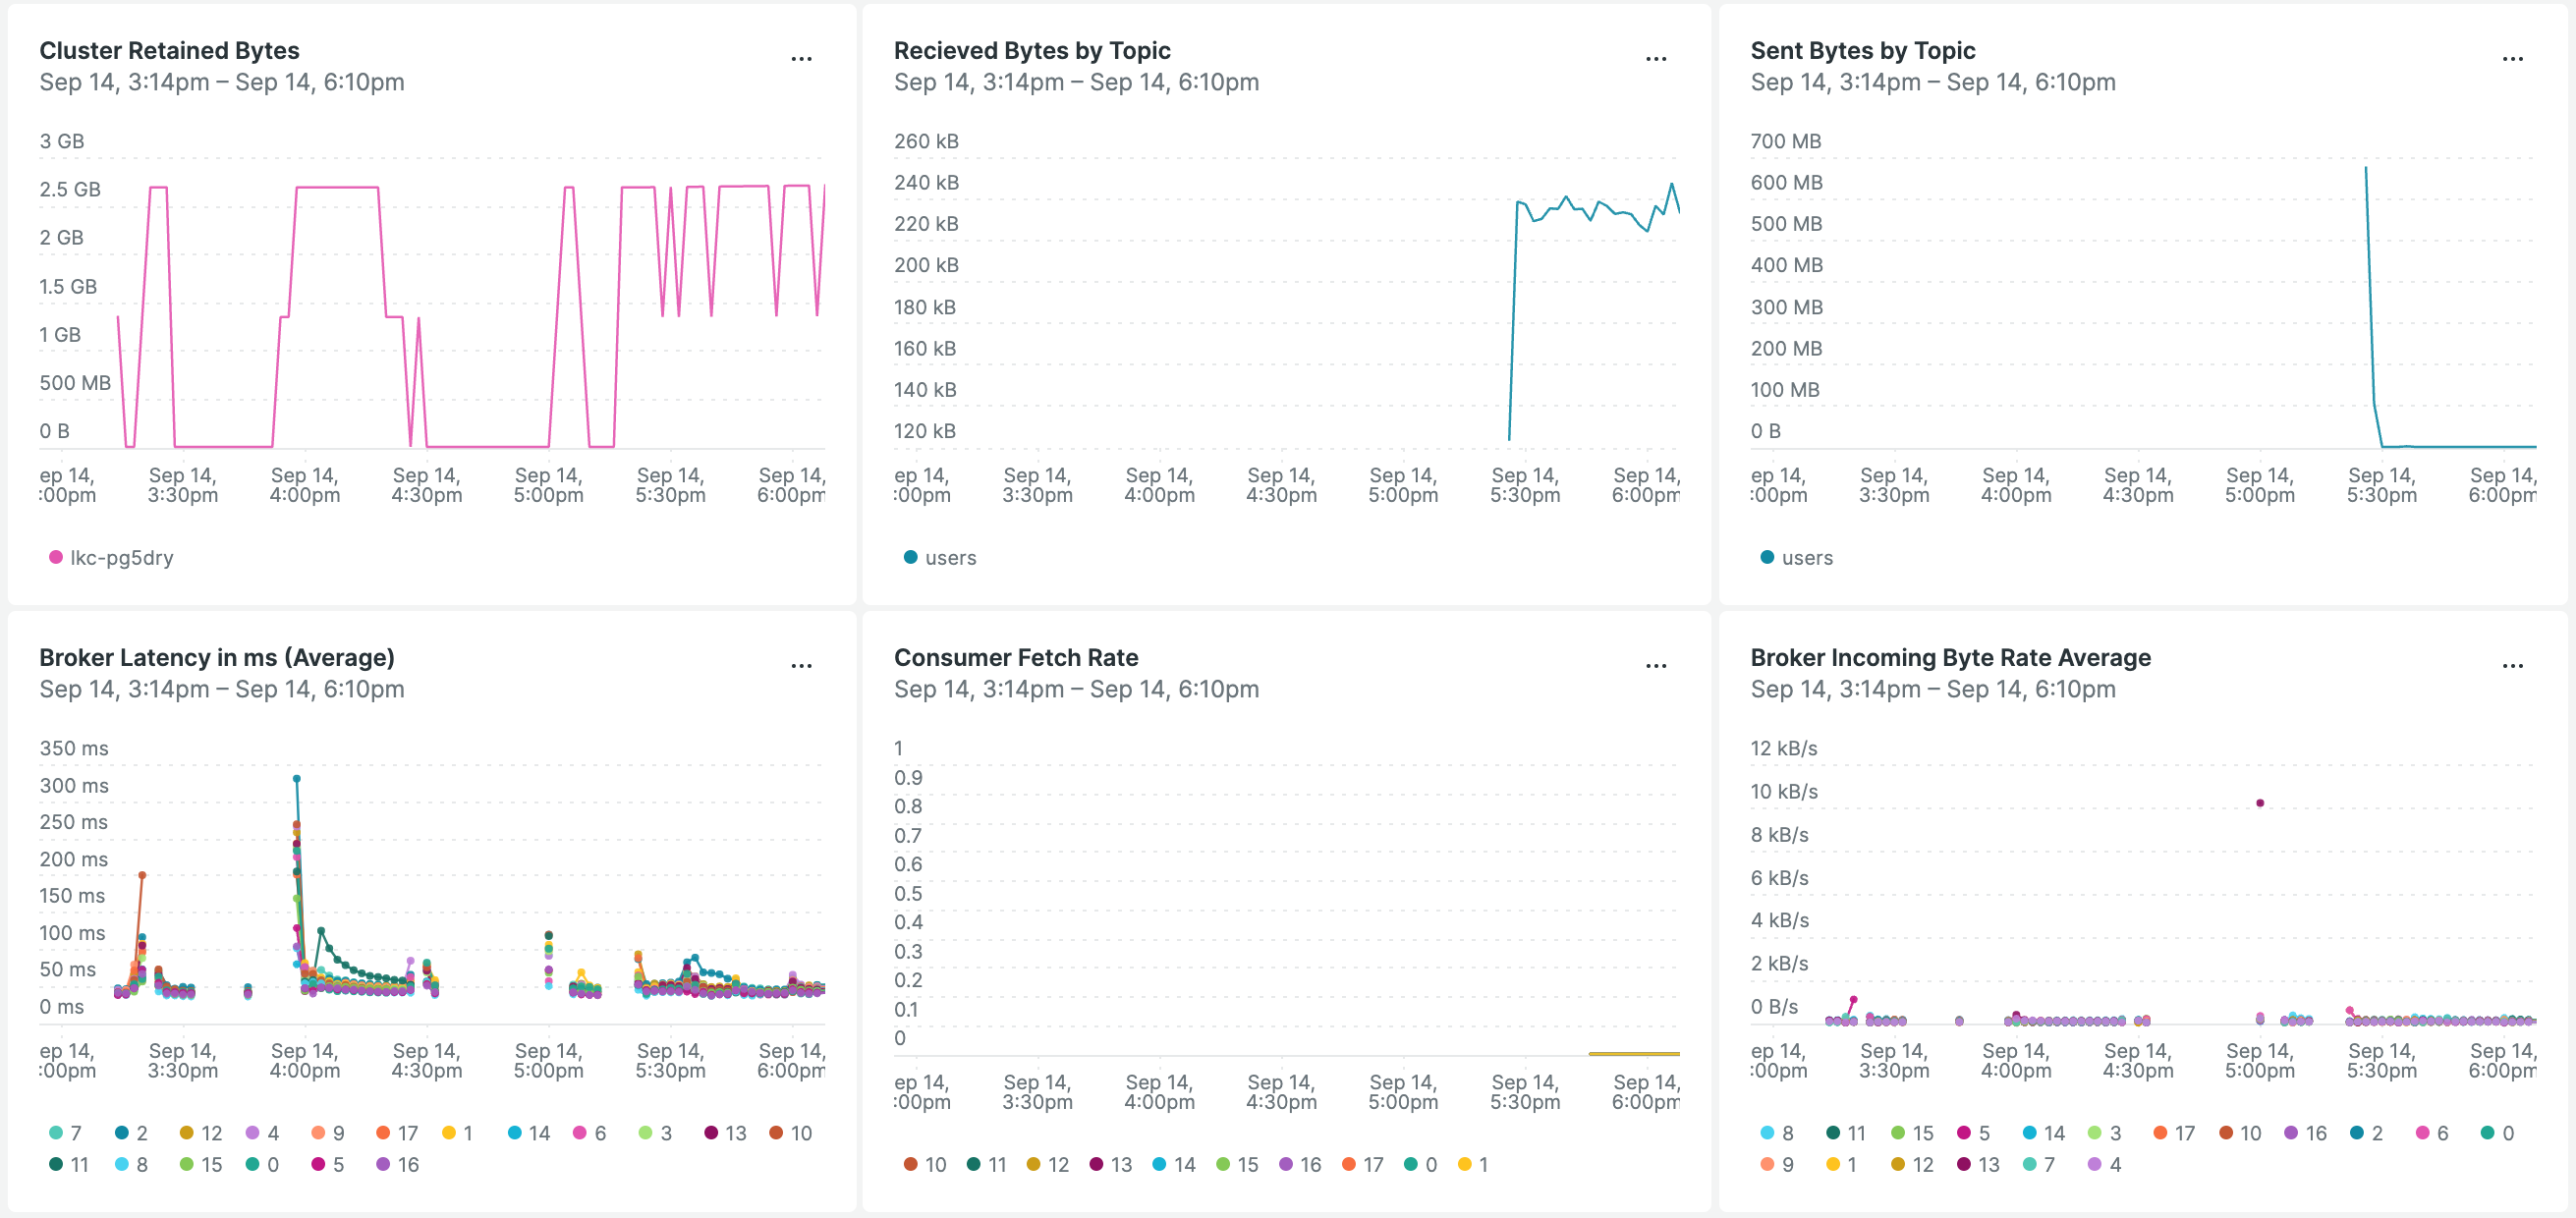 Cluster Retained Bytes
Sep 14, 3:14pm – Sep 14, 6:10pm
3 GB
2.5 GB
2 GB
1.5 GB
1 GB
500 MB
0 B
ep 14, Sep 14, Sep 14, Sep 14, Sep 14, Sep 14, Sep 14,
:00pm 3:30pm 4:00pm 4:30pm 5:00pm 5:30pm 6:00pm
lkc-pg5dry
Recieved Bytes by Topic
Sep 14, 3:14pm – Sep 14, 6:10pm
260 kB
240 kB
220 kB
200 kB
180 kB
160 kB
140 kB
120 kB
ep 14, Sep 14, Sep 14, Sep 14, Sep 14, Sep 14, Sep 14,
:00pm 3:30pm 4:00pm 4:30pm 5:00pm 5:30pm 6:00pm
users
Sent Bytes by Topic
Sep 14, 3:14pm – Sep 14, 6:10pm
700 MB
600 MB
500 MB
400 MB
300 MB
200 MB
100 MB
0 B
ep 14, Sep 14, Sep 14, Sep 14, Sep 14, Sep 14, Sep 14,
:00pm 3:30pm 4:00pm 4:30pm 5:00pm 5:30pm 6:00pm
users
Broker Latency in ms (Average)
Sep 14, 3:14pm – Sep 14, 6:10pm
350 ms
300 ms
250 ms
200 ms
150 ms
100 ms
50 ms
0 ms
ep 14, Sep 14, Sep 14, Sep 14, Sep 14, Sep 14, Sep 14,
:00pm 3:30pm 4:00pm 4:30pm 5:00pm 5:30pm 6:00pm
7 2 12 4 9 17 1 14 6 3 13 10
11 8 15 0 5 16
Consumer Fetch Rate
Sep 14, 3:14pm – Sep 14, 6:10pm
1
0.9
0.8
0.7
0.6
0.5
0.4
0.3
0.2
0.1
0
ep 14, Sep 14, Sep 14, Sep 14, Sep 14, Sep 14, Sep 14,
:00pm 3:30pm 4:00pm 4:30pm 5:00pm 5:30pm 6:00pm
10 11 12 13 14 15 16 17 0 1
Broker Incoming Byte Rate Average
Sep 14, 3:14pm – Sep 14, 6:10pm
12 kB/s
10 kB/s
8 kB/s
6 kB/s
4 kB/s
2 kB/s
0 B/s
ep 14, Sep 14, Sep 14, Sep 14, Sep 14, Sep 14, Sep 14,
:00pm 3:30pm 4:00pm 4:30pm 5:00pm 5:30pm 6:00pm
8 11 15 5 14 3 17 10 16 2 6 0
9 1 12 13 7 4